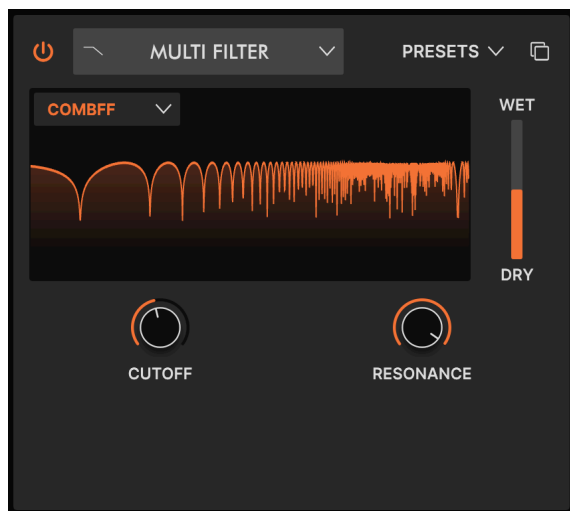 MULTI FILTER
PRESETS
COMBFF
WET
DRY
CUTOFF
RESONANCE